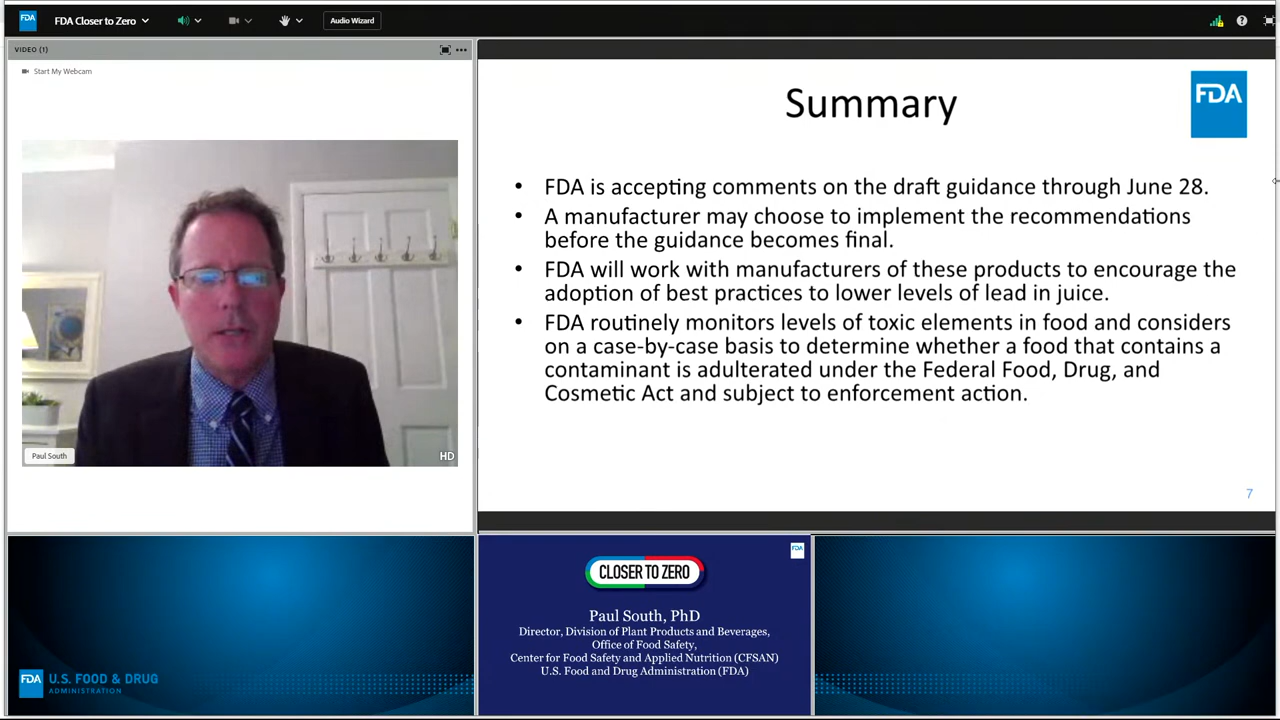 FDA
FDA Closer to Zero
Audio Wizard
VIDEO (1)
Start My Webcam
Paul South
HD
Summary
FDA
• FDA is accepting comments on the draft guidance through June 28.
• A manufacturer may choose to implement the recommendations
before the guidance becomes final.
• FDA will work with manufacturers of these products to encourage the
adoption of best practices to lower levels of lead in juice.
• FDA routinely monitors levels of toxic elements in food and considers
on a case-by-case basis to determine whether a food that contains a
contaminant is adulterated under the Federal Food, Drug, and
Cosmetic Act and subject to enforcement action.
7
FDA
U.S. FOOD & DRUG
ADMINISTRATION
FDA
CLOSER TO ZERO
Paul South, PhD
Director, Division of Plant Products and Beverages,
Office of Food Safety,
Center for Food Safety and Applied Nutrition (CFSAN)
U.S. Food and Drug Administration (FDA)